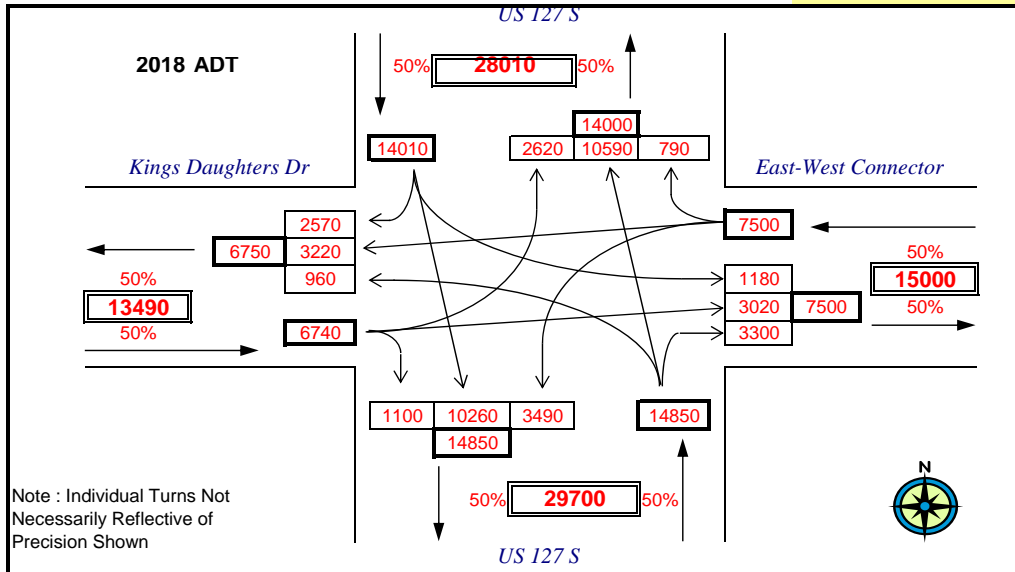 US 127 S
2018 ADT
50% 28010 50%
14000
14010 2620 10590 790
Kings Daughters Dr East-West Connector
2570 7500
6750 3220
960
50%
1180
50%
13490
15000
3020 7500
50%
50%
6740
3300
1100 10260 3490 14850
14850
N
Note : Individual Turns Not
Necessarily Reflective of
Precision Shown
50% 29700 50%
US 127 S